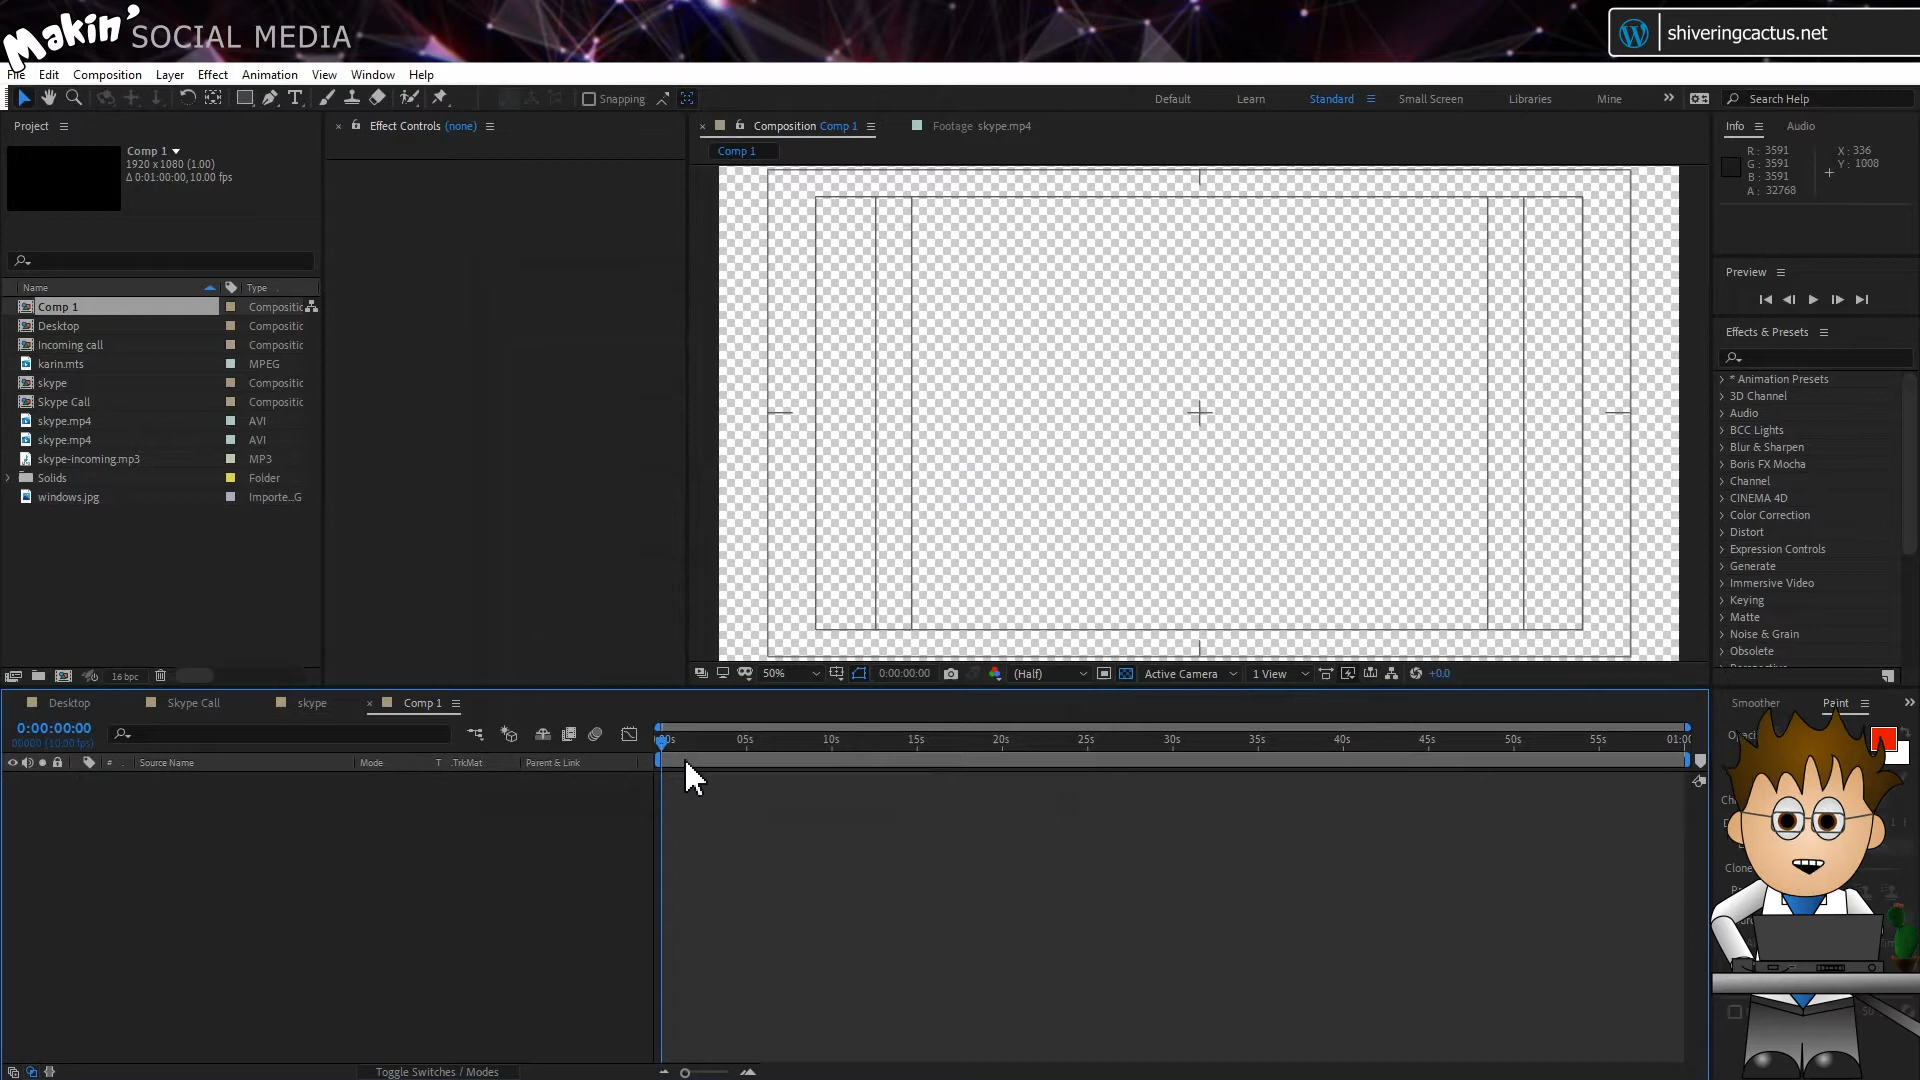 Makin' SOCIAL MEDIA
shiveringcactus.net
File Edit Composition Layer Effect Animation View Window Help
Snapping
Default Learn Standard Small Screen Libraries Mine
Search Help
Project
Effect Controls (none)
Composition Comp 1
Footage skype.mp4
Info Audio
Comp 1
Comp 1
1920 x 1080 (1.00)
Δ 0:01:00:00, 10.00 fps
R: 3591
G: 3591
B: 3591
A: 32768
X: 336
Y: 1008
Preview
Effects & Presets
Name Type
Comp 1 Compositic
Desktop Compositic
Incoming call Compositic
karin.mts MPEG
skype Compositic
Skype Call Compositic
skype.mp4 AVI
skype.mp4 AVI
skype-incoming.mp3 MP3
Solids Folder
windows.jpg Importe...G
* Animation Presets
3D Channel
Audio
BCC Lights
Blur & Sharpen
Boris FX Mocha
Channel
CINEMA 4D
Color Correction
Distort
Expression Controls
Generate
Immersive Video
Keying
Matte
Noise & Grain
Obsolete
16 bpc
50% 0:00:00:00 (Half) Active Camera 1 View +0.0
Desktop Skype Call skype Comp 1
Smoother Paint
0:00:00:00
00000 (10.00 fps)
05s 10s 15s 20s 25s 30s 35s 40s 45s 50s 55s 01:00
# Source Name Mode T .TrkMat Parent & Link
Clone
Toggle Switches / Modes